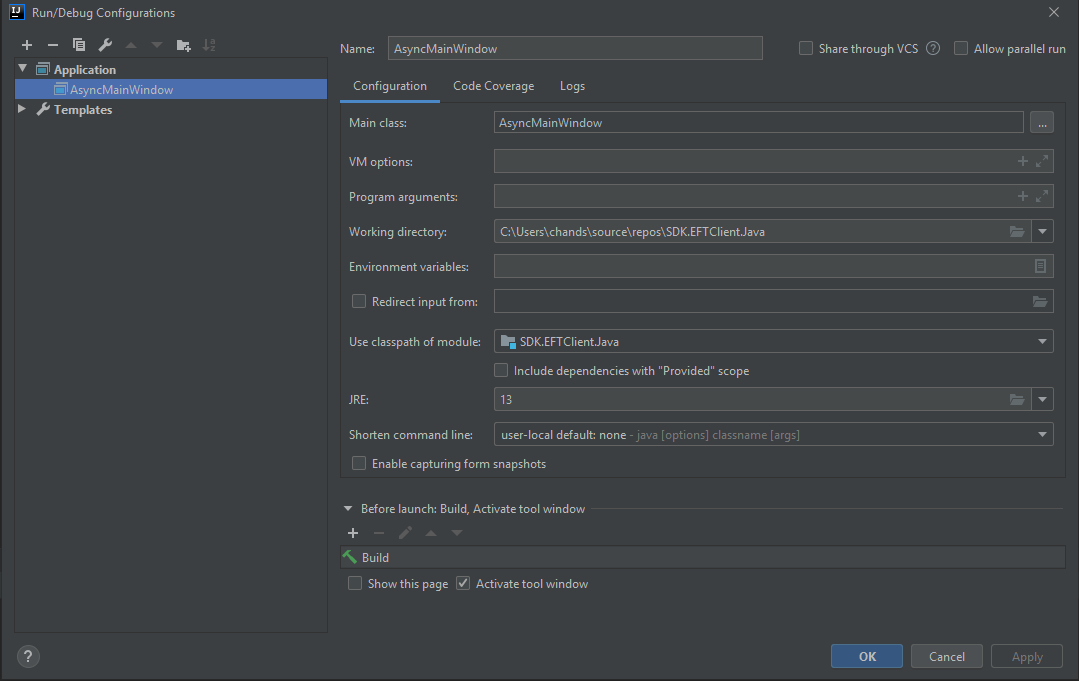 IJ Run/Debug Configurations
Application
AsyncMainWindow
Templates
Name: AsyncMainWindow Share through VCS ? Allow parallel run
Configuration Code Coverage Logs
Main class: AsyncMainWindow ...
VM options:
Program arguments:
Working directory: C:\Users\chands\source\repos\SDK.EFTClient.Java
Environment variables:
Redirect input from:
Use classpath of module: SDK.EFTClient.Java
Include dependencies with "Provided" scope
JRE: 13
Shorten command line: user-local default: none - java [options] classname [args]
Enable capturing form snapshots
Before launch: Build, Activate tool window
Build
Show this page Activate tool window
? OK Cancel Apply